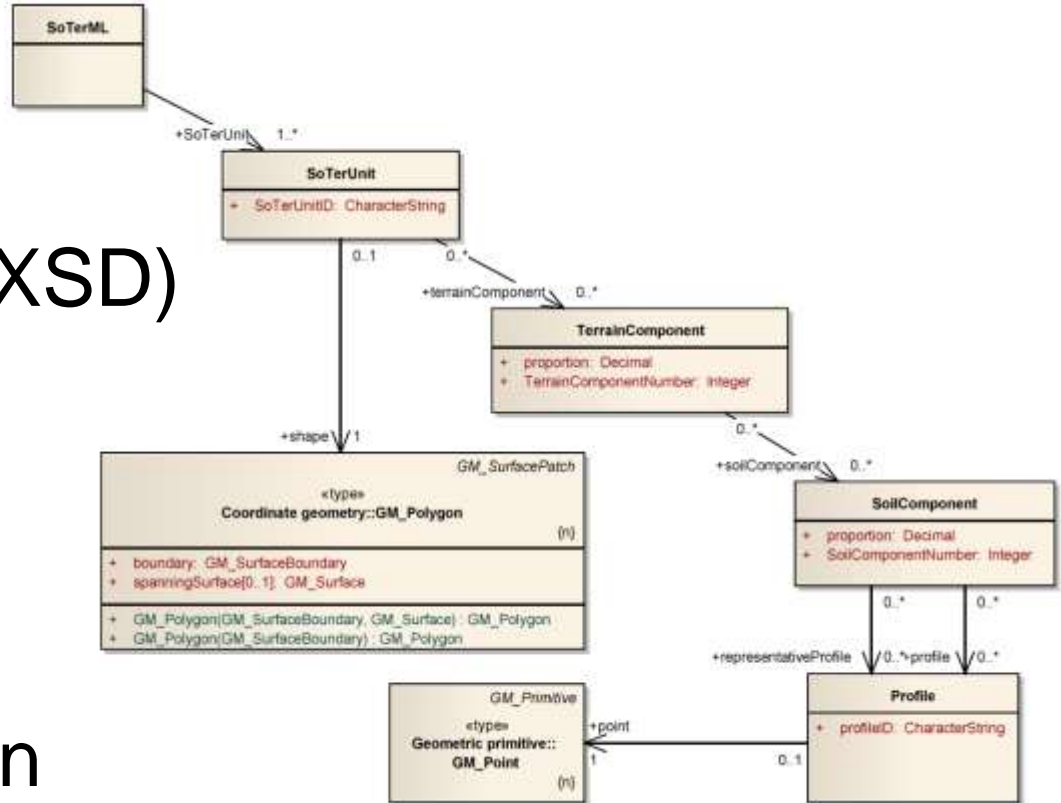 SoTerML
+SoTerUnit 1..*
SoTerUnit
+ SoTerUnitID: CharacterString
XSD)
0..1 0..*
+terrainComponent 0..*
TerrainComponent
+ proportion: Decimal
+ TerrainComponentNumber: Integer
0..*
+shape 1
+soilComponent 0..*
GM_SurfacePatch
«type»
Coordinate geometry::GM_Polygon
{n}
+ boundary: GM_SurfaceBoundary
+ spanningSurface[0..1]: GM_Surface
+ GM_Polygon(GM_SurfaceBoundary, GM_Surface) : GM_Polygon
+ GM_Polygon(GM_SurfaceBoundary) : GM_Polygon
SoilComponent
+ proportion: Decimal
+ SoilComponentNumber: Integer
0..* 0..*
+representativeProfile 0..* +profile 0..*
GM_Primitive
«type»
Geometric primitive::
GM_Point
{n}
+point
1 0..1
Profile
+ profileID: CharacterString
n